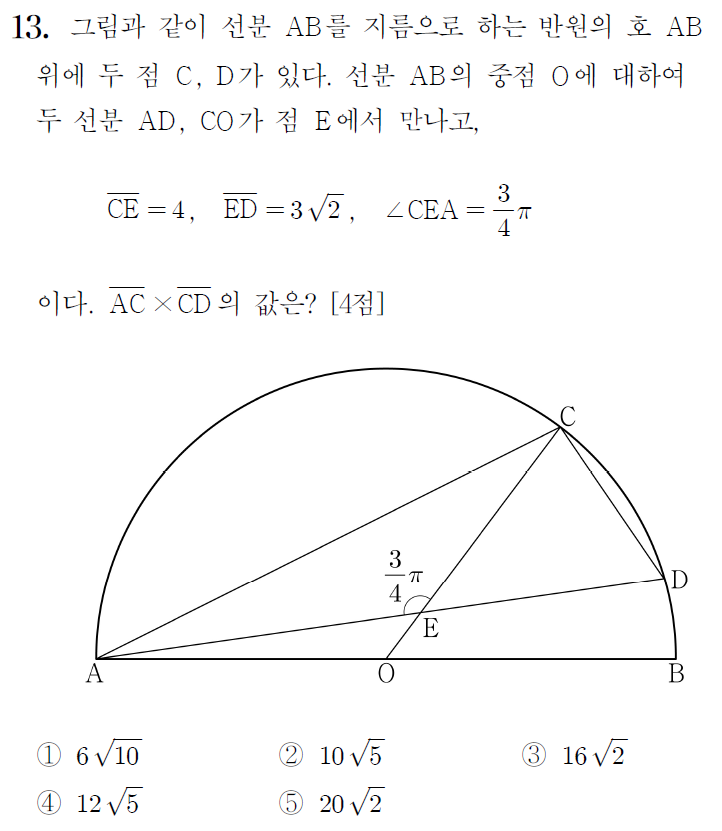 13. 그림과 같이 선분 AB를 지름으로 하는 반원의 호 AB
위에 두 점 C, D가 있다. 선분 AB의 중점 O에 대하여
두 선분 AD, CO가 점 E에서 만나고,
$\overline{CE}=4$, $\overline{ED}=3\sqrt{2}$, ∠CEA$=\frac{3}{4}\pi$
이다. $\overline{AC}\times\overline{CD}$의 값은? [4점]
C
$\frac{3}{4}\pi$
D
E
A O B
① $6\sqrt{10}$ ② $10\sqrt{5}$ ③ $16\sqrt{2}$
④ $12\sqrt{5}$ ⑤ $20\sqrt{2}$